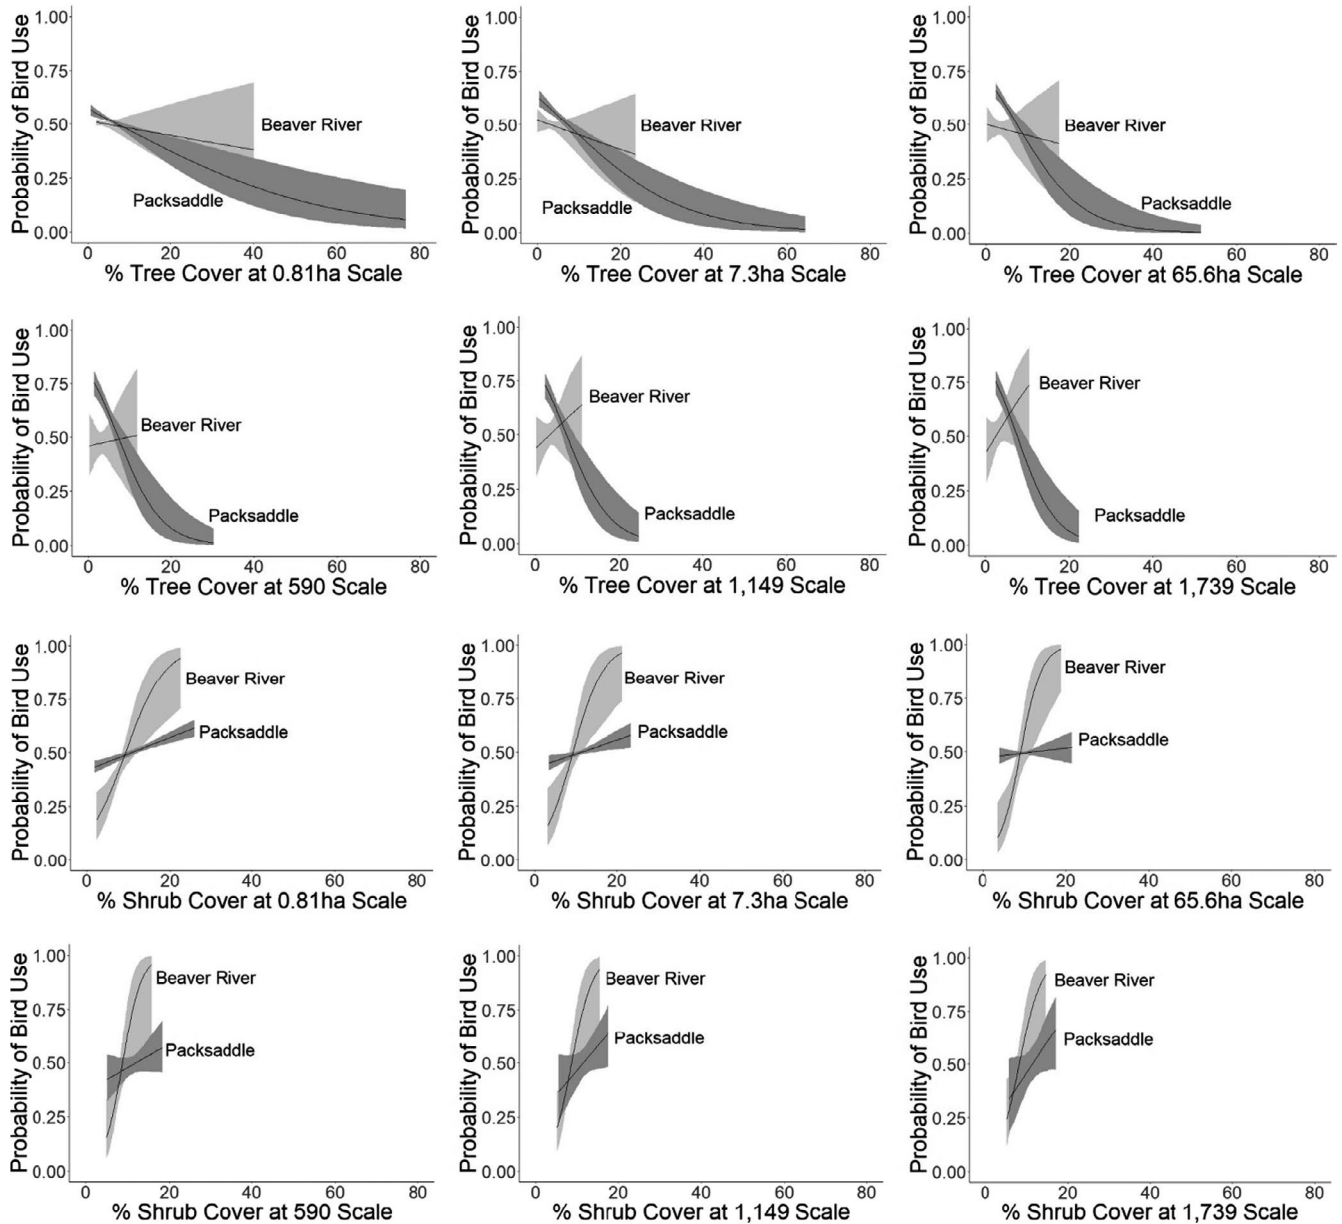 Probability of Bird Use
1.00
0.75
0.50
0.25
0.00
Beaver River
Packsaddle
0 20 40 60 80
% Tree Cover at 0.81ha Scale
Probability of Bird Use
1.00
0.75
0.50
0.25
0.00
Beaver River
Packsaddle
0 20 40 60 80
% Tree Cover at 7.3ha Scale
Probability of Bird Use
1.00
0.75
0.50
0.25
0.00
Beaver River
Packsaddle
0 20 40 60 80
% Tree Cover at 65.6ha Scale
Probability of Bird Use
1.00
0.75
0.50
0.25
0.00
Beaver River
Packsaddle
0 20 40 60 80
% Tree Cover at 590 Scale
Probability of Bird Use
1.00
0.75
0.50
0.25
0.00
Beaver River
Packsaddle
0 20 40 60 80
% Tree Cover at 1,149 Scale
Probability of Bird Use
1.00
0.75
0.50
0.25
0.00
Beaver River
Packsaddle
0 20 40 60 80
% Tree Cover at 1,739 Scale
Probability of Bird Use
1.00
0.75
0.50
0.25
0.00
Beaver River
Packsaddle
0 20 40 60 80
% Shrub Cover at 0.81ha Scale
Probability of Bird Use
1.00
0.75
0.50
0.25
0.00
Beaver River
Packsaddle
0 20 40 60 80
% Shrub Cover at 7.3ha Scale
Probability of Bird Use
1.00
0.75
0.50
0.25
0.00
Beaver River
Packsaddle
0 20 40 60 80
% Shrub Cover at 65.6ha Scale
Probability of Bird Use
1.00
0.75
0.50
0.25
0.00
Beaver River
Packsaddle
0 20 40 60 80
% Shrub Cover at 590 Scale
Probability of Bird Use
1.00
0.75
0.50
0.25
0.00
Beaver River
Packsaddle
0 20 40 60 80
% Shrub Cover at 1,149 Scale
Probability of Bird Use
1.00
0.75
0.50
0.25
0.00
Beaver River
Packsaddle
0 20 40 60 80
% Shrub Cover at 1,739 Scale